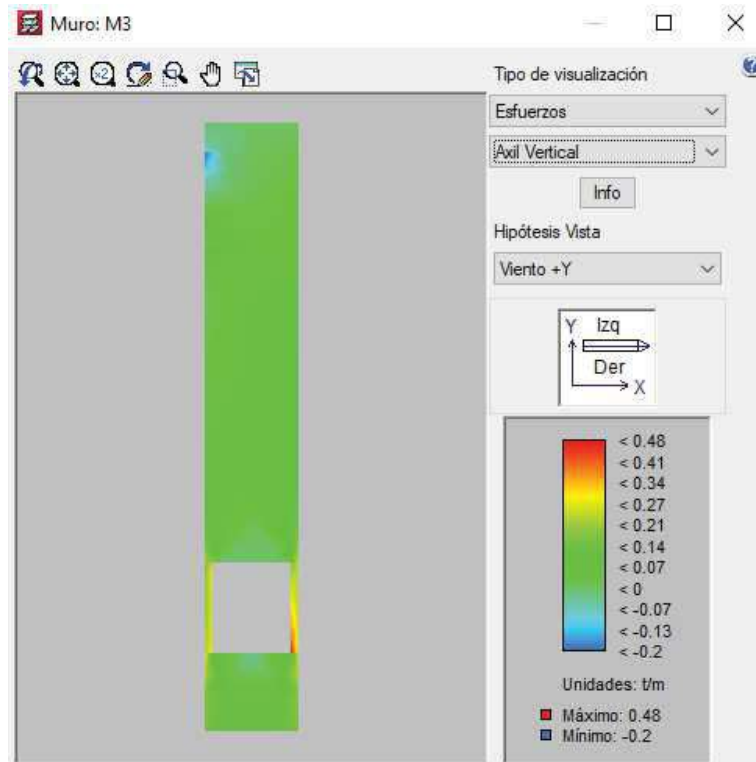 Muro: M3
x2
Tipo de visualización
Esfuerzos
Axil Vertical
Info
Hipótesis Vista
Viento +Y
Y Izq
Der
X
< 0.48
< 0.41
< 0.34
< 0.27
< 0.21
< 0.14
< 0.07
< 0
< -0.07
< -0.13
< -0.2
Unidades: t/m
Máximo: 0.48
Mínimo: -0.2